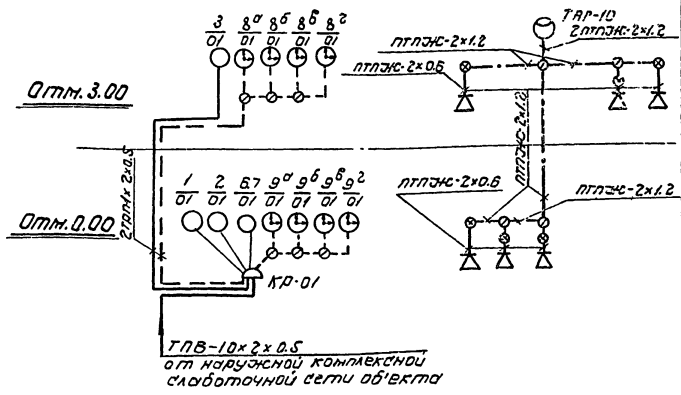 3/01 8а/01 8б/01 8в/01 8г/01
ТАР-10
2ПТПЖ-2×1.2
ПТПЖ-2×1.2
ПТПЖ-2×0.6
Отм.3.00
ПТПЖ-2×1.2
2ТРП1×2×0.5
1/01 2/01 6.7/01 9а/01 9б/01 9в/01 9г/01
ПТПЖ-2×0.6
ПТПЖ-2×1.2
Отм.0.00
КР-01
ТПВ-10×2×0.5
от наружной комплексной
слаботочной сети объекта